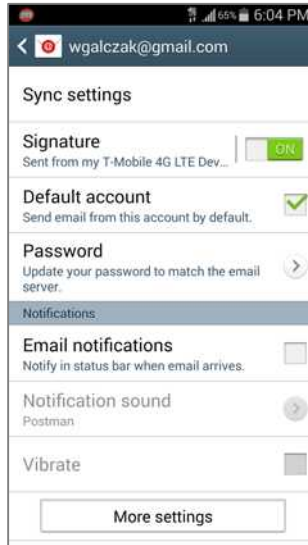 65% 6:04 PM
wgalczak@gmail.com
Sync settings
Signature
Sent from my T-Mobile 4G LTE Dev...
ON
Default account
Send email from this account by default.
Password
Update your password to match the email
server.
Notifications
Email notifications
Notify in status bar when email arrives.
Notification sound
Postman
Vibrate
More settings